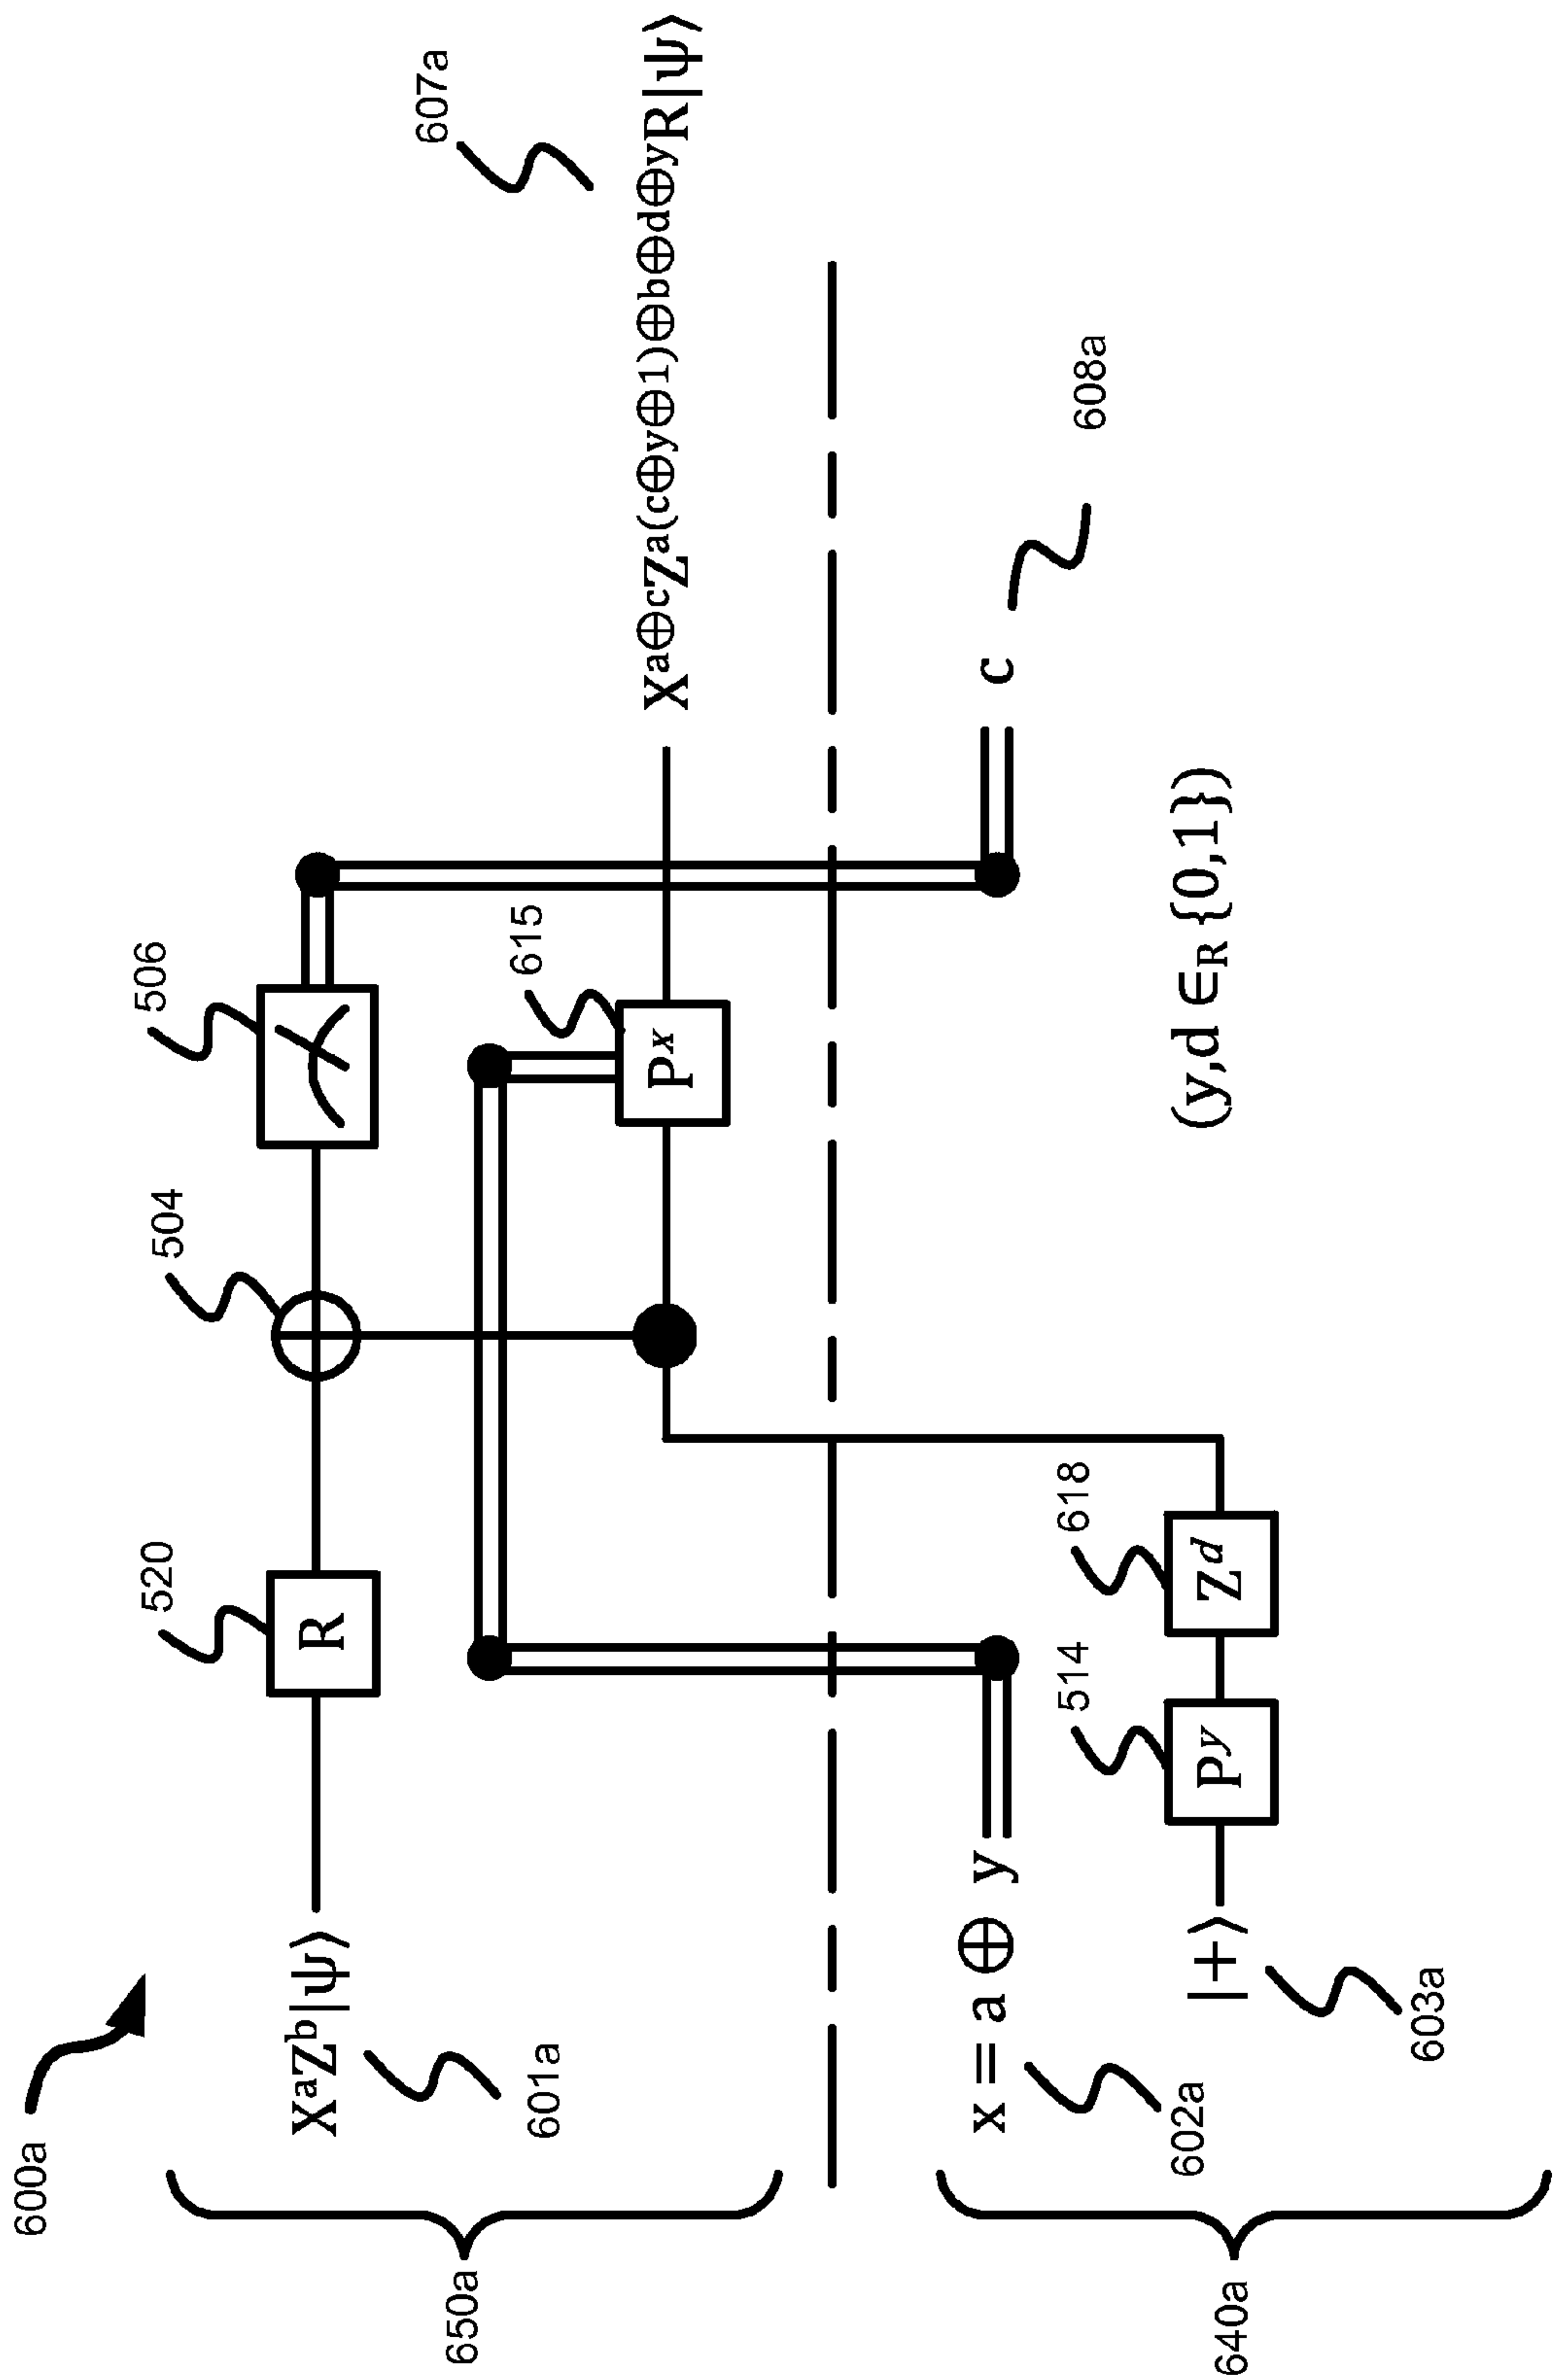 600a
XaZb|ψ⟩
601a
650a
520
R
504
506
615
Px
607a
Xa⊕cZa(c⊕y⊕1)⊕b⊕d⊕yR|ψ⟩
x = a ⊕ y
602a
c
608a
640a
|+⟩
603a
514
Py
618
Zd
(y,d ∈R {0,1})